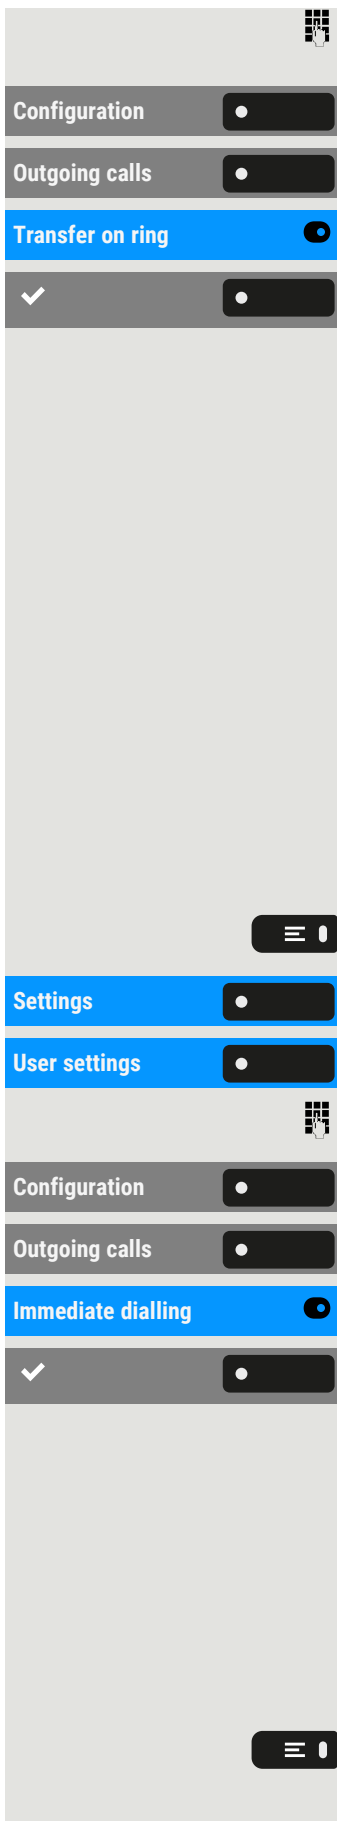 Configuration
Outgoing calls
Transfer on ring
Settings
User settings
Configuration
Outgoing calls
Immediate dialling